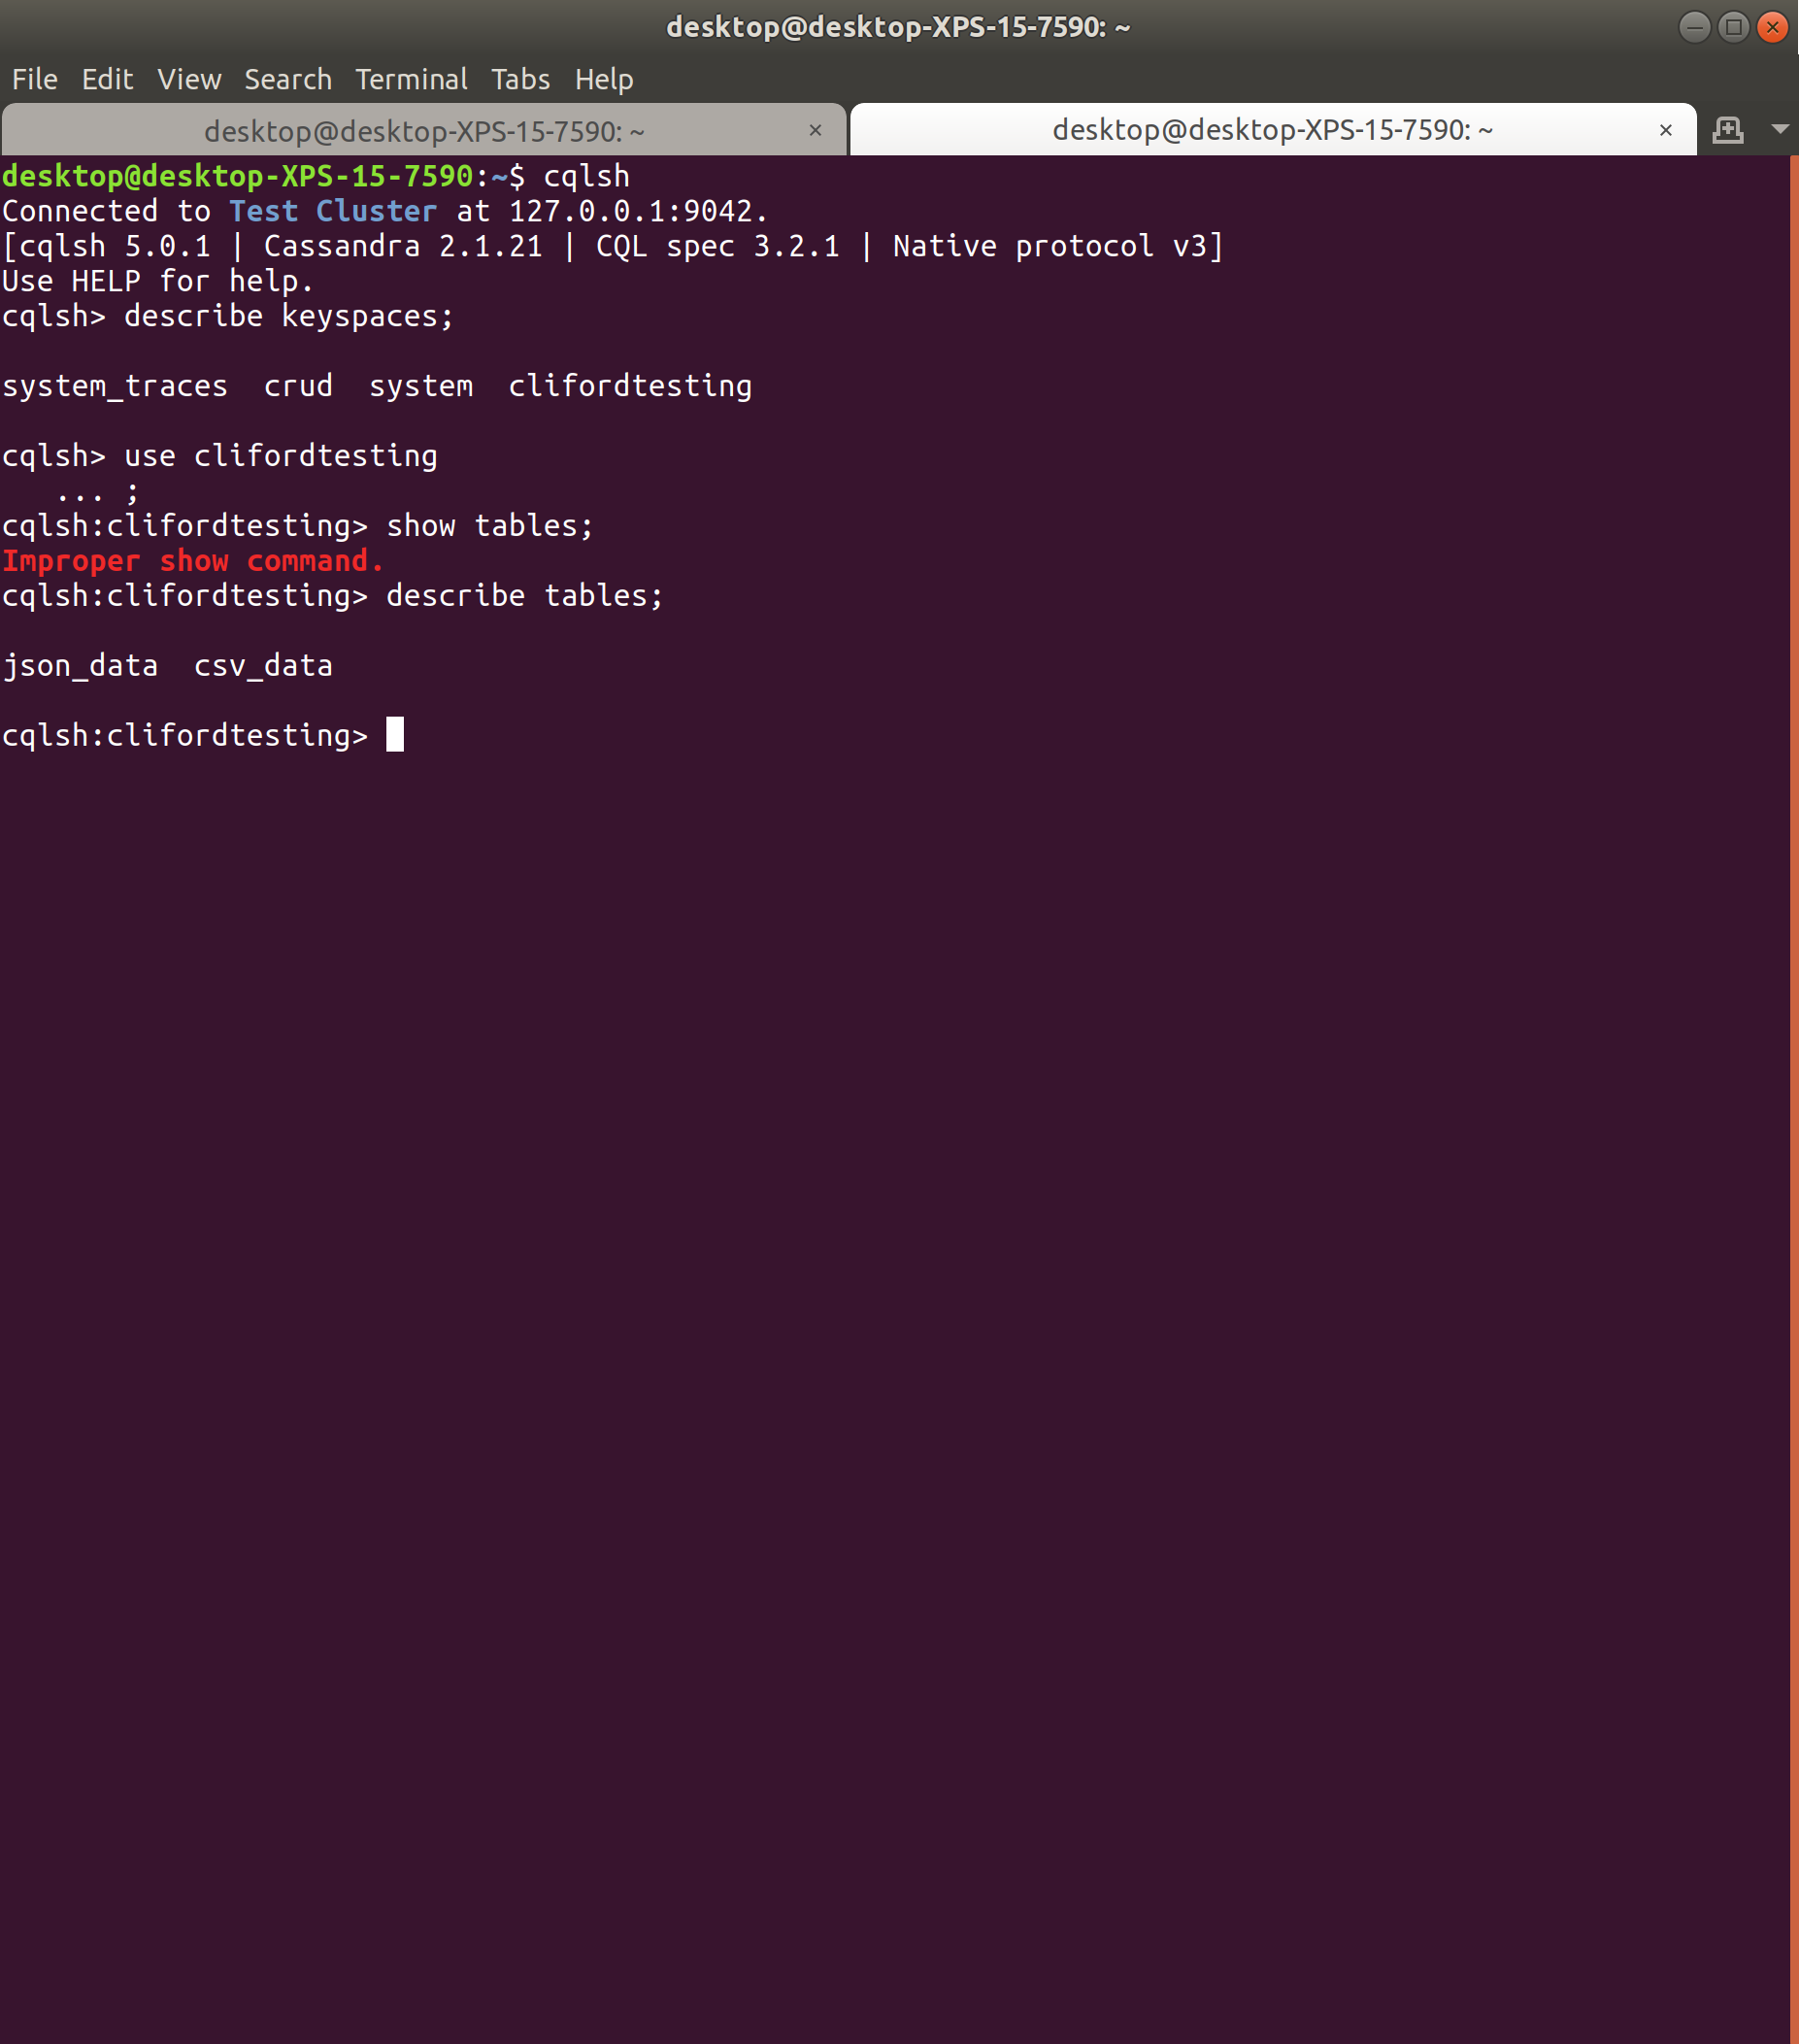 desktop@desktop-XPS-15-7590: ~
File Edit View Search Terminal Tabs Help
desktop@desktop-XPS-15-7590: ~ × desktop@desktop-XPS-15-7590: ~ ×
desktop@desktop-XPS-15-7590:~$ cqlsh
Connected to Test Cluster at 127.0.0.1:9042.
[cqlsh 5.0.1 | Cassandra 2.1.21 | CQL spec 3.2.1 | Native protocol v3]
Use HELP for help.
cqlsh> describe keyspaces;
system_traces  crud  system  clifordtesting
cqlsh> use clifordtesting
   ... ;
cqlsh:clifordtesting> show tables;
Improper show command.
cqlsh:clifordtesting> describe tables;
json_data  csv_data
cqlsh:clifordtesting>